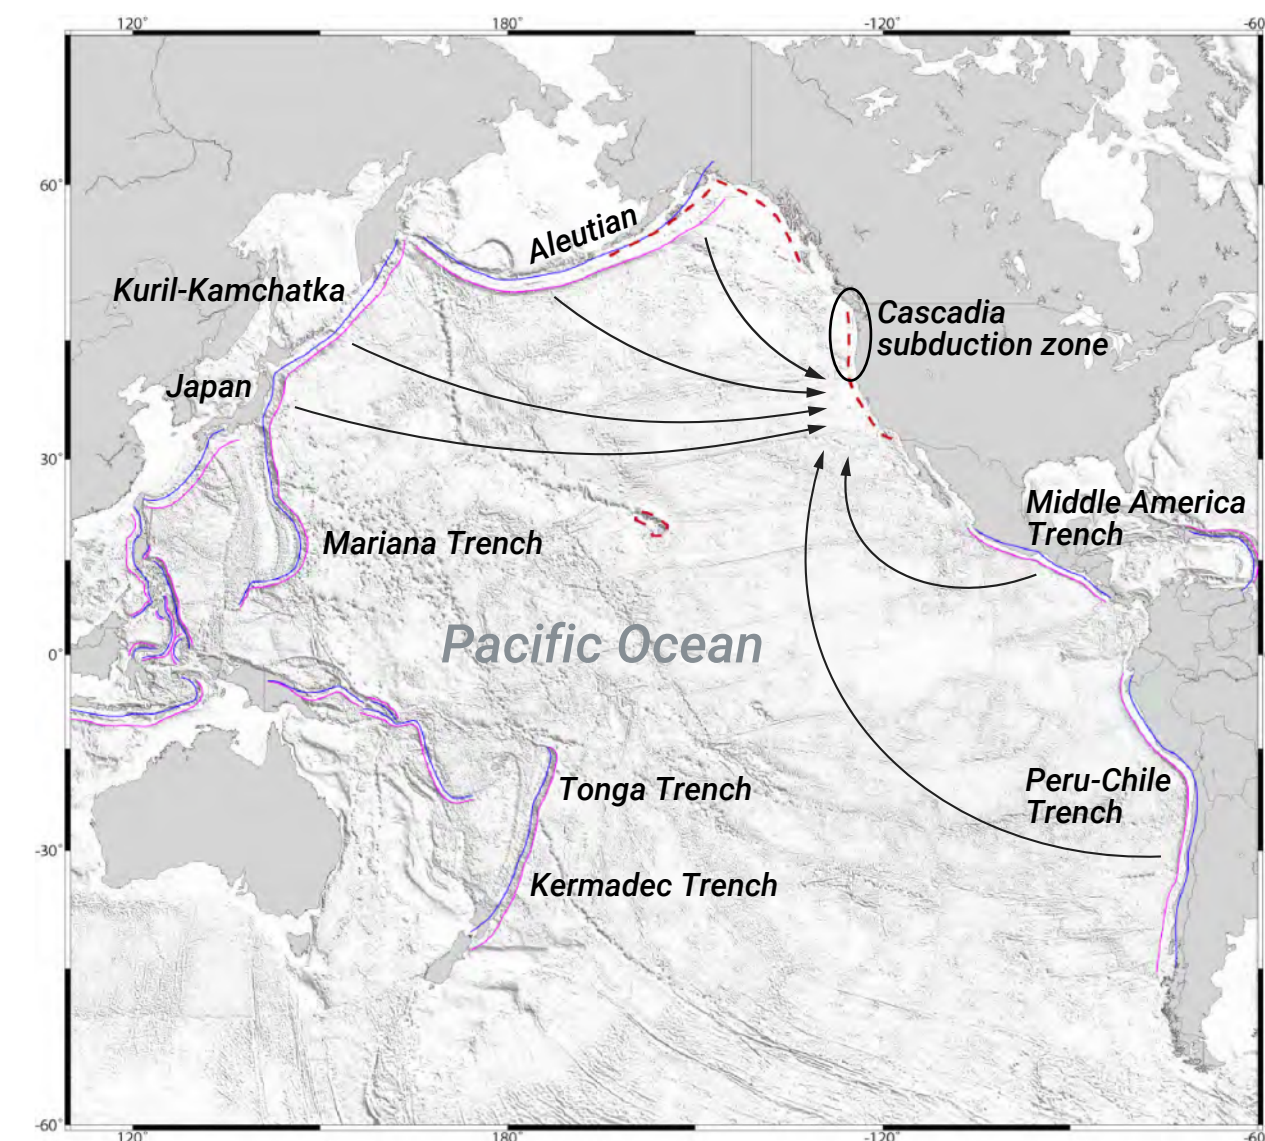 120°
180°
-120°
-60
60°
Aleutian
Kuril-Kamchatka
Cascadia
subduction zone
Japan
30°
Middle America
Trench
Mariana Trench
Pacific Ocean
0°
Peru-Chile
Trench
Tonga Trench
-30°
Kermadec Trench
-60°
120°
180°
-120°
-60